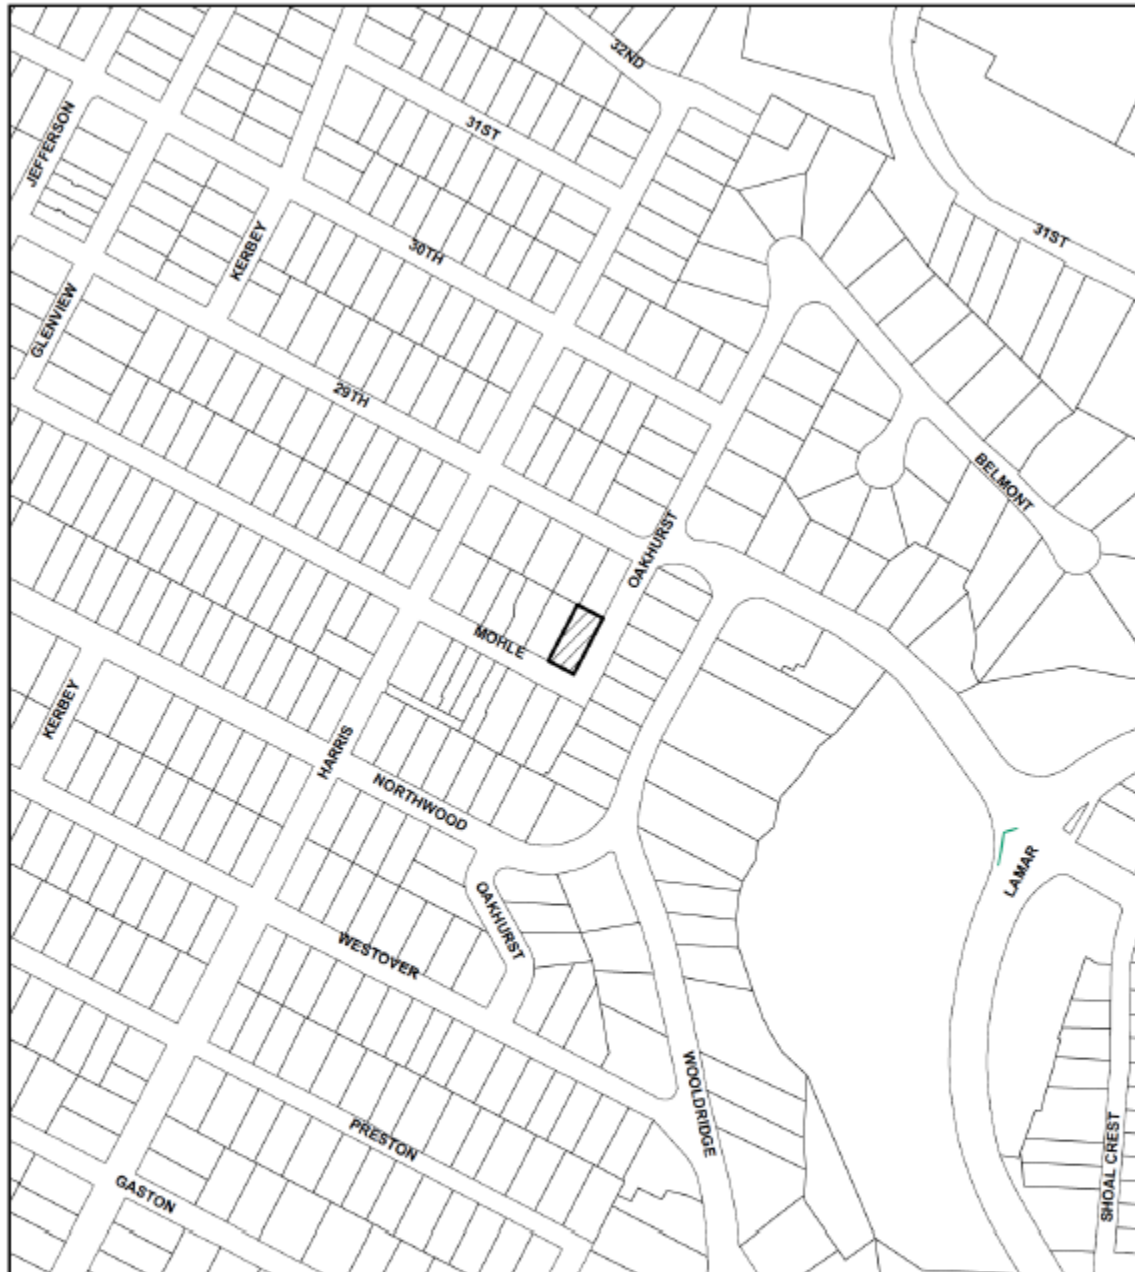 32ND
31ST
JEFFERSON
31ST
KERBEY
30TH
GLENVIEW
29TH
BELMONT
OAKHURST
MOHLE
KERBEY
HARRIS
NORTHWOOD
LAMAR
OAKHURST
WESTOVER
WOOLDRIDGE
PRESTON
SHOAL CREST
GASTON